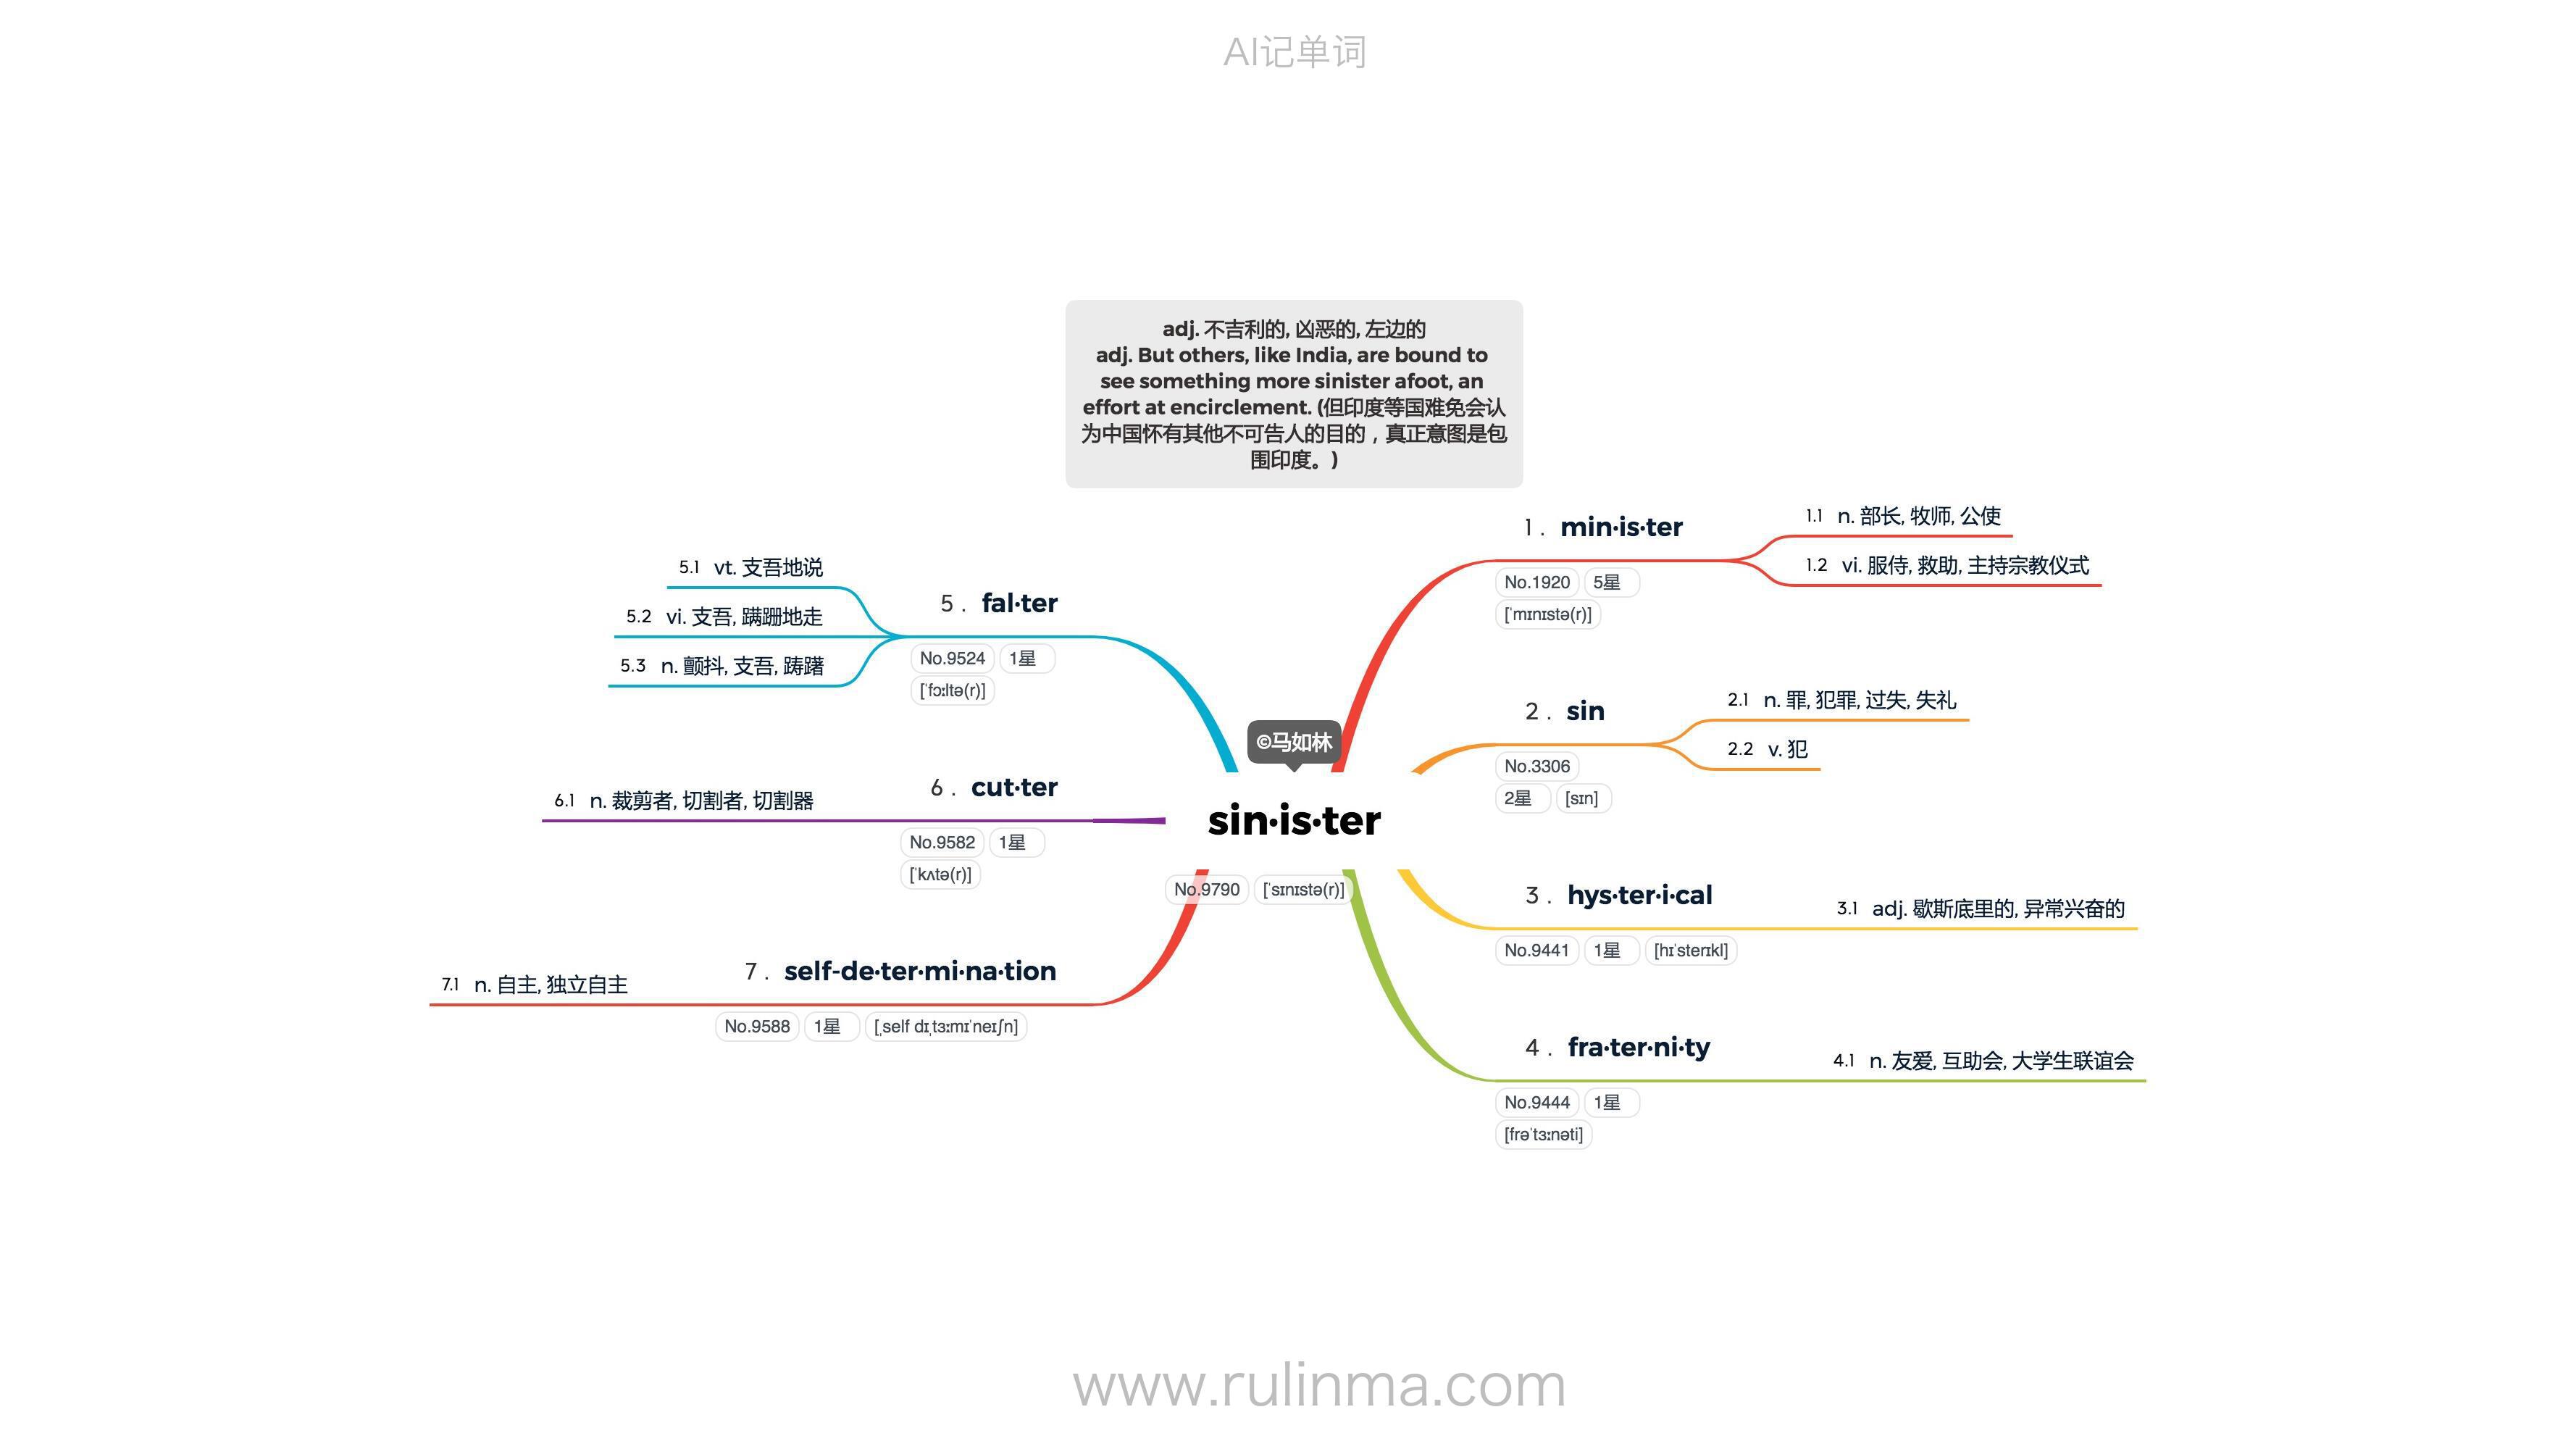 AI记单词
adj. 不吉利的, 凶恶的, 左边的
adj. But others, like India, are bound to
see something more sinister afoot, an
effort at encirclement. (但印度等国难免会认
为中国怀有其他不可告人的目的，真正意图是包
围印度。)
©马如林
sin·is·ter
No.9790 [ˈsɪnɪstə(r)]
1. min·is·ter
No.1920 5星
[ˈmɪnɪstə(r)]
1.1 n. 部长, 牧师, 公使
1.2 vi. 服侍, 救助, 主持宗教仪式
2. sin
No.3306
2星 [sɪn]
2.1 n. 罪, 犯罪, 过失, 失礼
2.2 v. 犯
3. hys·ter·i·cal
No.9441 1星 [hɪˈsterɪkl]
3.1 adj. 歇斯底里的, 异常兴奋的
4. fra·ter·ni·ty
No.9444 1星
[frəˈtɜːnəti]
4.1 n. 友爱, 互助会, 大学生联谊会
5. fal·ter
No.9524 1星
[ˈfɔːltə(r)]
5.1 vt. 支吾地说
5.2 vi. 支吾, 蹒跚地走
5.3 n. 颤抖, 支吾, 踌躇
6. cut·ter
No.9582 1星
[ˈkʌtə(r)]
6.1 n. 裁剪者, 切割者, 切割器
7. self-de·ter·mi·na·tion
No.9588 1星 [ˌself dɪˌtɜːmɪˈneɪʃn]
7.1 n. 自主, 独立自主
www.rulinma.com